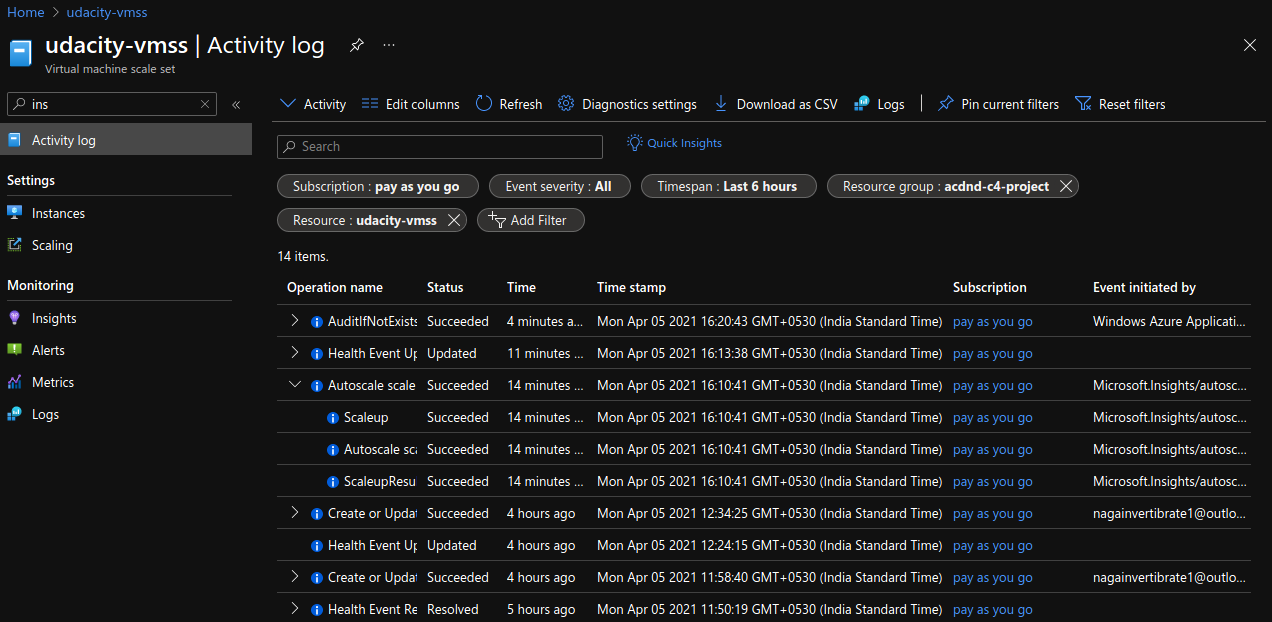 Home > udacity-vmss
udacity-vmss | Activity log
Virtual machine scale set
ins
Activity log
Settings
Instances
Scaling
Monitoring
Insights
Alerts
Metrics
Logs
Activity Edit columns Refresh Diagnostics settings Download as CSV Logs Pin current filters Reset filters
Search Quick Insights
Subscription : pay as you go Event severity : All Timespan : Last 6 hours Resource group : acdnd-c4-project
Resource : udacity-vmss Add Filter
14 items.
Operation name Status Time Time stamp Subscription Event initiated by
AuditIfNotExists Succeeded 4 minutes a... Mon Apr 05 2021 16:20:43 GMT+0530 (India Standard Time) pay as you go Windows Azure Applicati...
Health Event Up Updated 11 minutes ... Mon Apr 05 2021 16:13:38 GMT+0530 (India Standard Time) pay as you go
Autoscale scale Succeeded 14 minutes ... Mon Apr 05 2021 16:10:41 GMT+0530 (India Standard Time) pay as you go Microsoft.Insights/autosc...
Scaleup Succeeded 14 minutes ... Mon Apr 05 2021 16:10:41 GMT+0530 (India Standard Time) pay as you go Microsoft.Insights/autosc...
Autoscale sca Succeeded 14 minutes ... Mon Apr 05 2021 16:10:41 GMT+0530 (India Standard Time) pay as you go Microsoft.Insights/autosc...
ScaleupResu Succeeded 14 minutes ... Mon Apr 05 2021 16:10:41 GMT+0530 (India Standard Time) pay as you go Microsoft.Insights/autosc...
Create or Updat Succeeded 4 hours ago Mon Apr 05 2021 12:34:25 GMT+0530 (India Standard Time) pay as you go nagainvertibrate1@outlo...
Health Event Up Updated 4 hours ago Mon Apr 05 2021 12:24:15 GMT+0530 (India Standard Time) pay as you go
Create or Updat Succeeded 4 hours ago Mon Apr 05 2021 11:58:40 GMT+0530 (India Standard Time) pay as you go nagainvertibrate1@outlo...
Health Event Re Resolved 5 hours ago Mon Apr 05 2021 11:50:19 GMT+0530 (India Standard Time) pay as you go